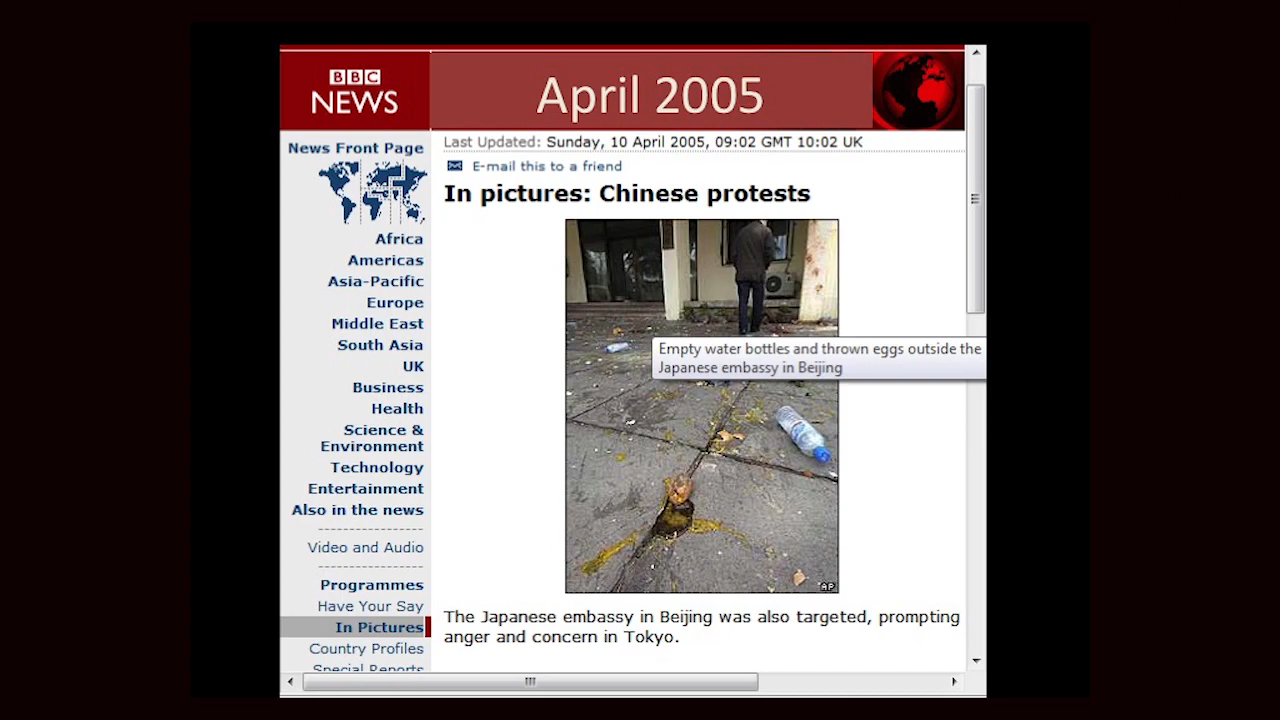 BBC
NEWS
April 2005
Last Updated: Sunday, 10 April 2005, 09:02 GMT 10:02 UK
E-mail this to a friend
In pictures: Chinese protests
News Front Page
Africa
Americas
Asia-Pacific
Europe
Middle East
South Asia
UK
Business
Health
Science &
Environment
Technology
Entertainment
Also in the news
Video and Audio
Programmes
Have Your Say
In Pictures
Country Profiles
Special Reports
Empty water bottles and thrown eggs outside the
Japanese embassy in Beijing
AP
The Japanese embassy in Beijing was also targeted, prompting
anger and concern in Tokyo.